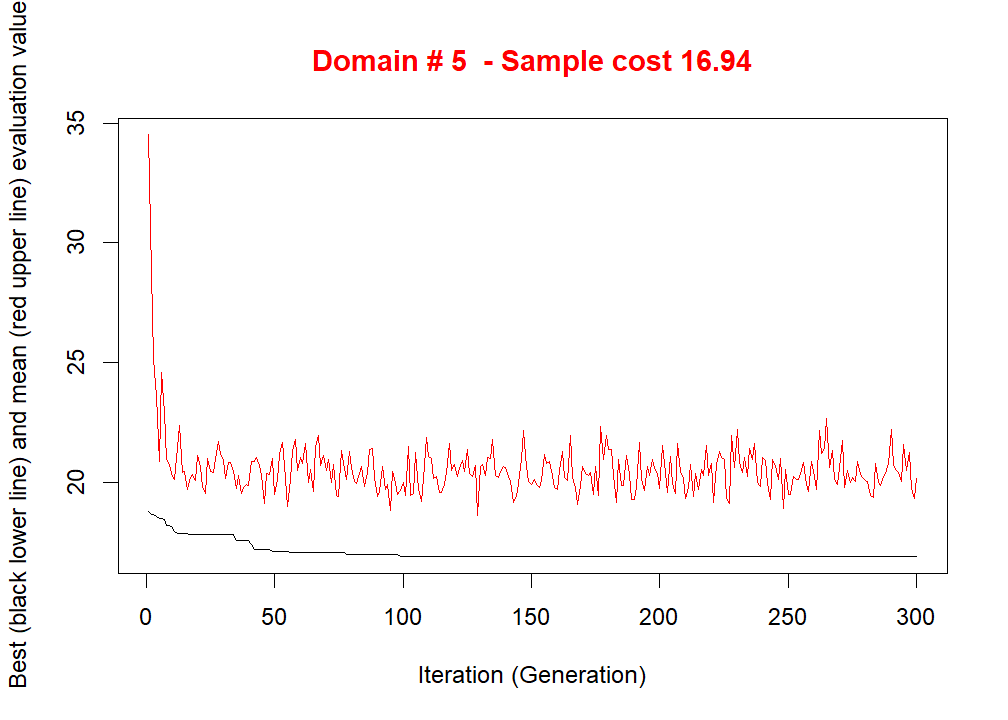 Domain # 5  - Sample cost 16.94
Best (black lower line) and mean (red upper line) evaluation value
35
30
25
20
0 50 100 150 200 250 300
Iteration (Generation)